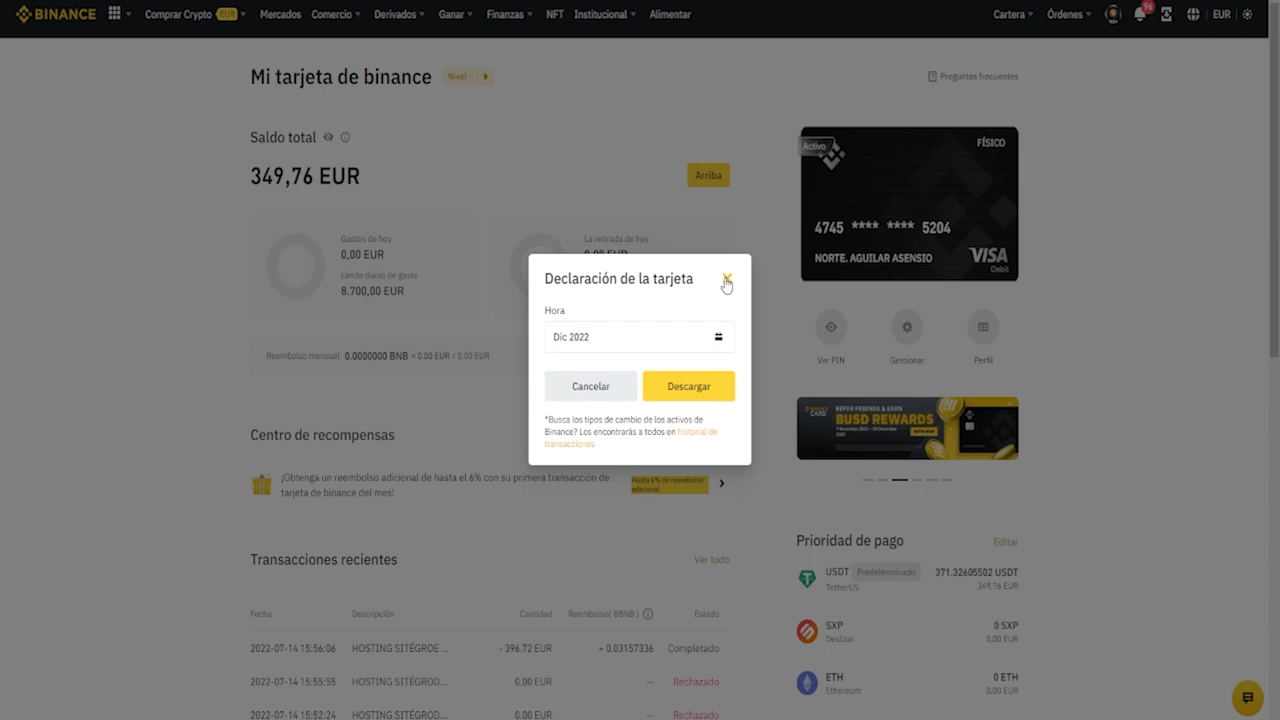 BINANCE
Comprar Crypto EUR Mercados Comercio Derivados Ganar Finanzas NFT Institucional Alimentar Cartera Órdenes 96 EUR
Mi tarjeta de binance Nivel -
Preguntas frecuentes
Saldo total
349,76 EUR
Arriba
Gastos de hoy
0,00 EUR
Límite diario de gasto
8.700,00 EUR
La retirada de hoy
0,00 EUR
Reembolso mensual 0.0000000 BNB ≈ 0.00 EUR / 0.00 EUR
Activo
FÍSICO
4745 **** **** 5204
NORTE. AGUILAR ASENSIO
VISA
Debit
Ver PIN
Gestionar
Perfil
Declaración de la tarjeta
Hora
Dic 2022
Cancelar
Descargar
*Busca los tipos de cambio de los activos de
Binance? Los encontrarás a todos en historial de
transacciones
BINANCE
CARD
REFER FRIENDS & EARN
BUSD REWARDS
Centro de recompensas
¡Obtenga un reembolso adicional de hasta el 6% con su primera transacción de
tarjeta de binance del mes!
Hasta 6% de reembolso
adicional
Transacciones recientes
Ver todo
Fecha Descripción Cantidad Reembolso( BBNB ) Estado
2022-07-14 15:56:06 HOSTING SITÉGROE ... - 396.72 EUR + 0.03157336 Completado
2022-07-14 15:55:55 HOSTING SITÉGROD... 0.00 EUR -- Rechazado
2022-07-14 15:52:24 HOSTING SITÉGROD... 0.00 EUR -- Rechazado
Prioridad de pago
Editar
USDT Predeterminado 371.32605502 USDT
TetherUS 349.76 EUR
SXP 0 SXP
Deslizar 0,00 EUR
ETH 0 ETH
Ethereum 0,00 EUR